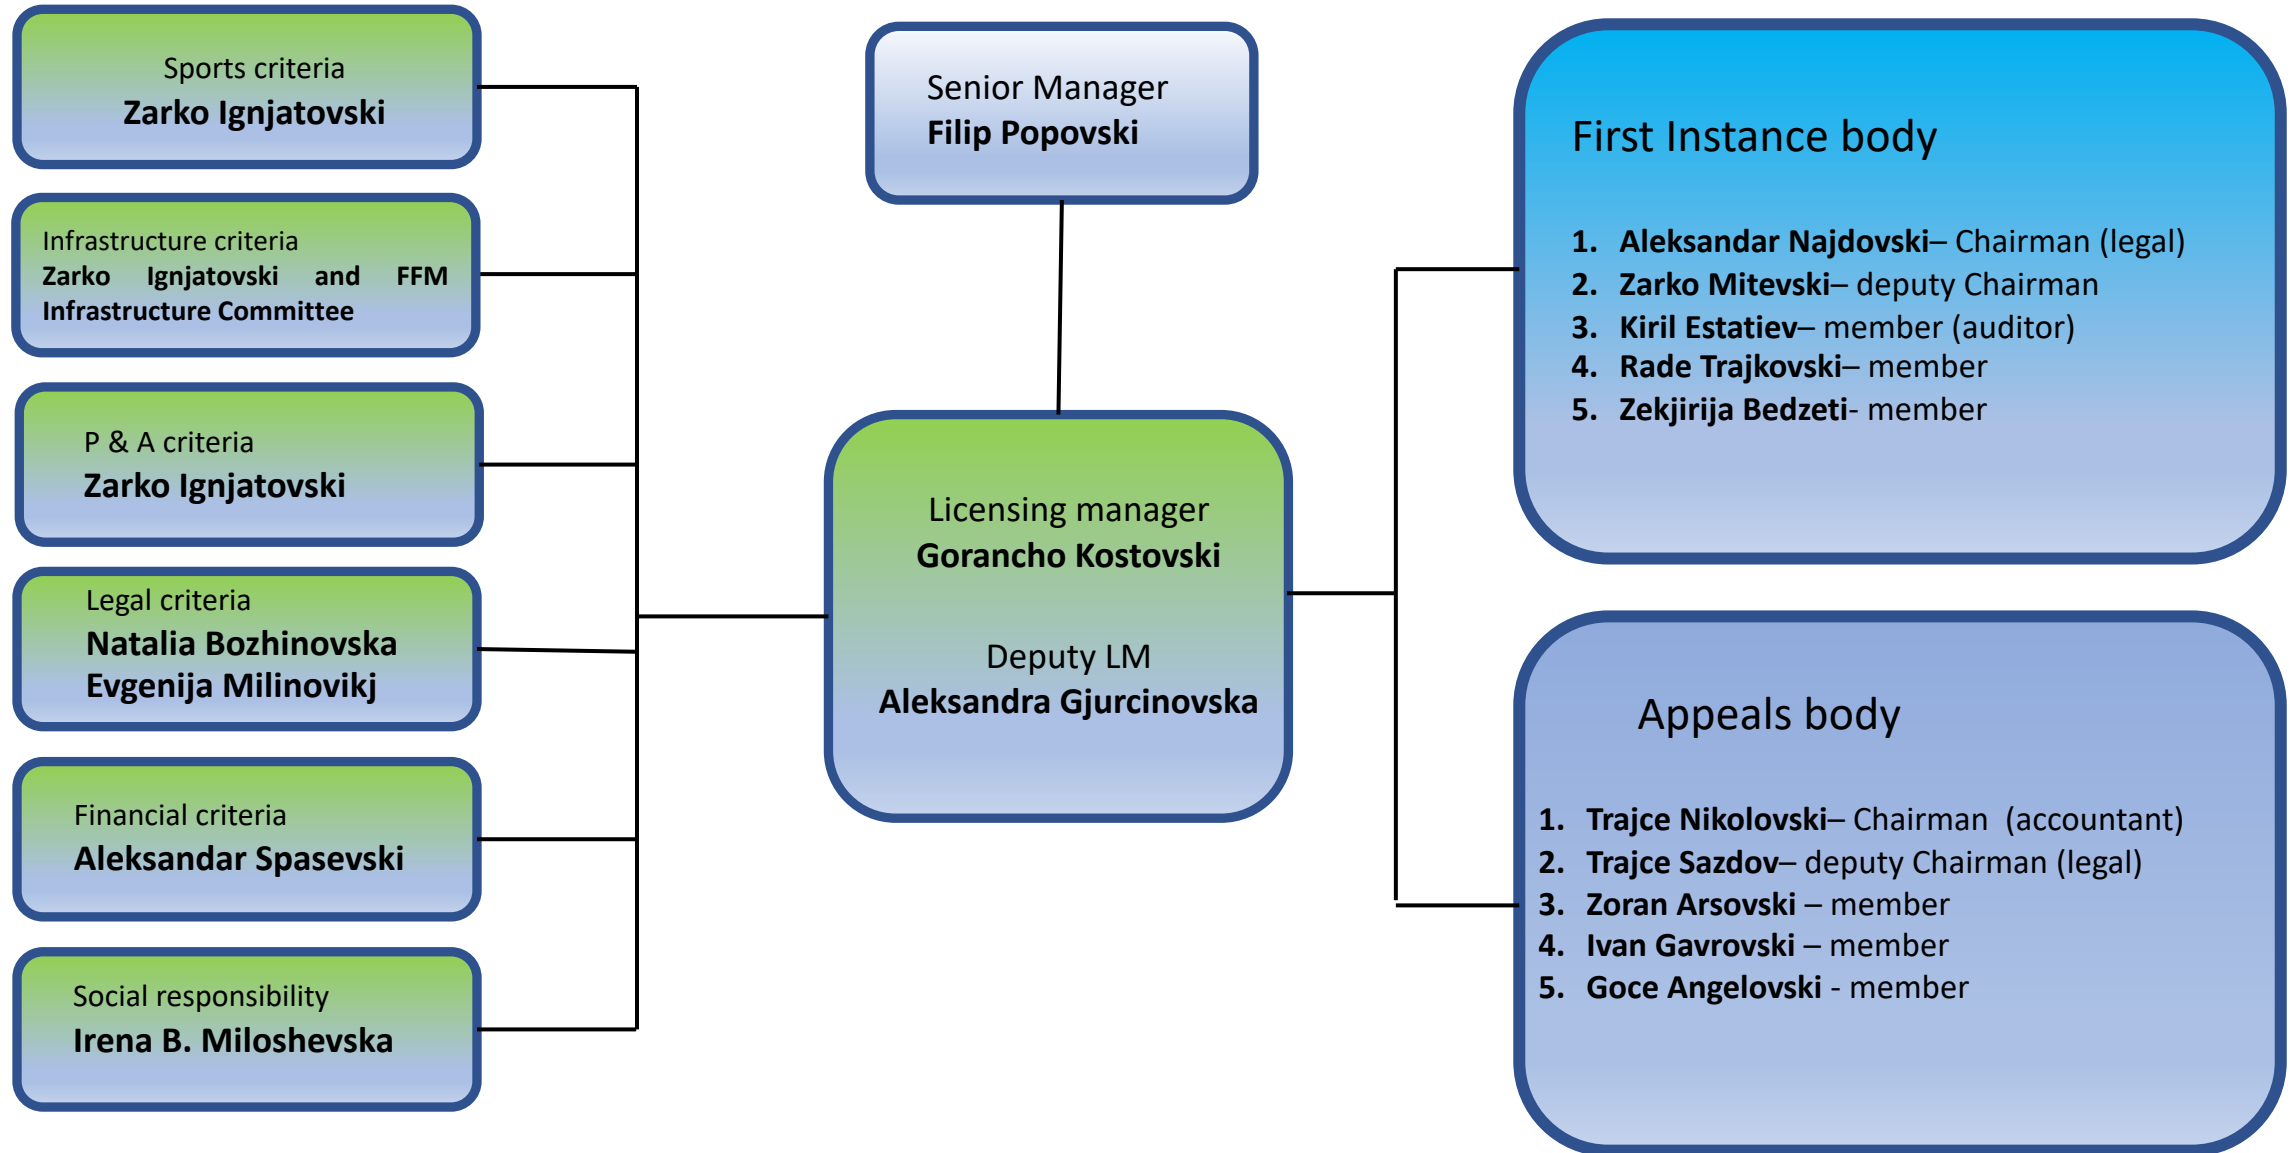 Sports criteria
Zarko Ignjatovski
Infrastructure criteria
Zarko Ignjatovski and FFM
Infrastructure Committee
P & A criteria
Zarko Ignjatovski
Legal criteria
Natalia Bozhinovska
Evgenija Milinovikj
Financial criteria
Aleksandar Spasevski
Social responsibility
Irena B. Miloshevska
Senior Manager
Filip Popovski
Licensing manager
Gorancho Kostovski
Deputy LM
Aleksandra Gjurcinovska
First Instance body
1. Aleksandar Najdovski– Chairman (legal)
2. Zarko Mitevski– deputy Chairman
3. Kiril Estatiev– member (auditor)
4. Rade Trajkovski– member
5. Zekjirija Bedzeti- member
Appeals body
1. Trajce Nikolovski– Chairman (accountant)
2. Trajce Sazdov– deputy Chairman (legal)
3. Zoran Arsovski – member
4. Ivan Gavrovski – member
5. Goce Angelovski - member